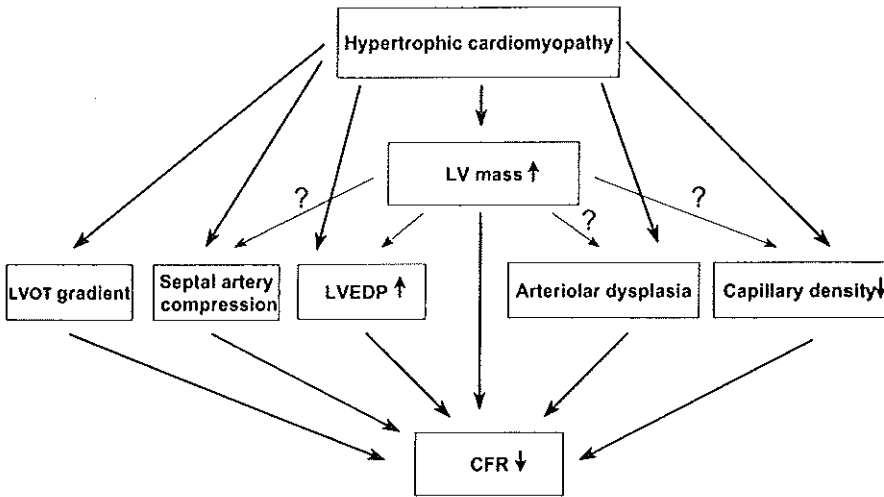 Hypertrophic cardiomyopathy
LV mass ↑
?
?
?
LVOT gradient
Septal artery
compression
LVEDP ↑
Arteriolar dysplasia
Capillary density ↓
CFR ↓